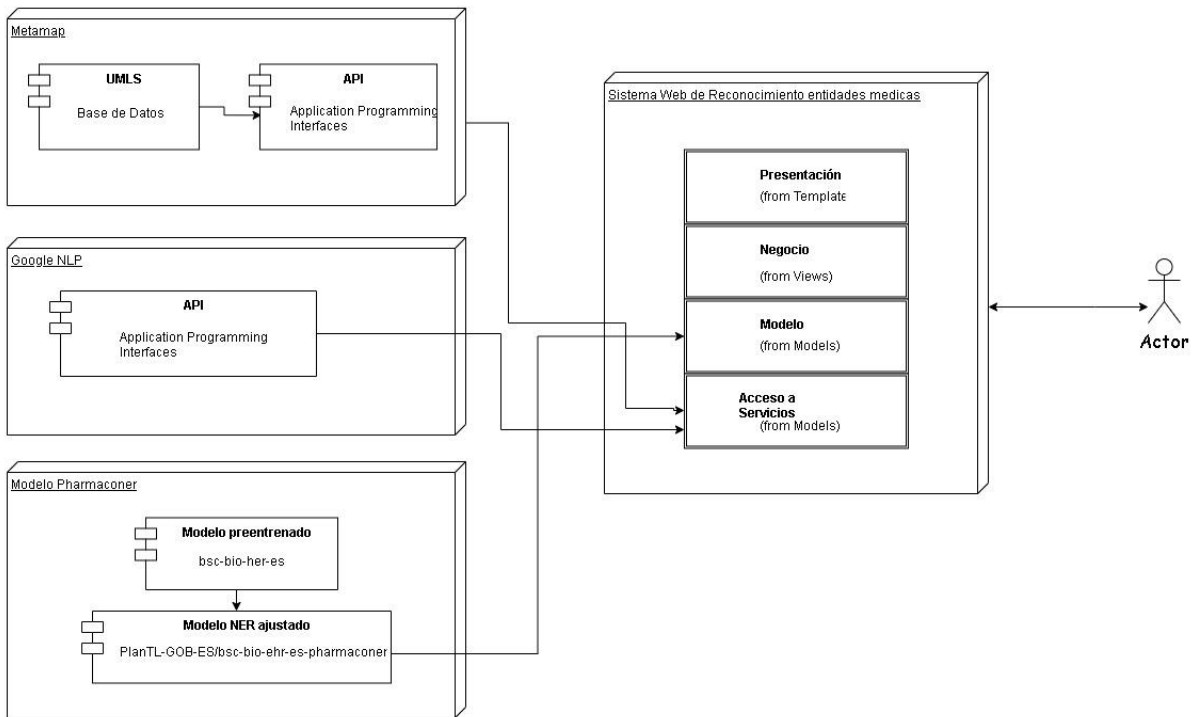 Metamap
UMLS
Base de Datos
API
Application Programming
Interfaces
Google NLP
API
Application Programming
Interfaces
Modelo Pharmaconer
Modelo preentrenado
bsc-bio-her-es
Modelo NER ajustado
PlanTL-GOB-ES/bsc-bio-ehr-es-pharmaconer
Sistema Web de Reconocimiento entidades medicas
Presentación
(from Template
Negocio
(from Views)
Modelo
(from Models)
Acceso a
Servicios
(from Models)
Actor